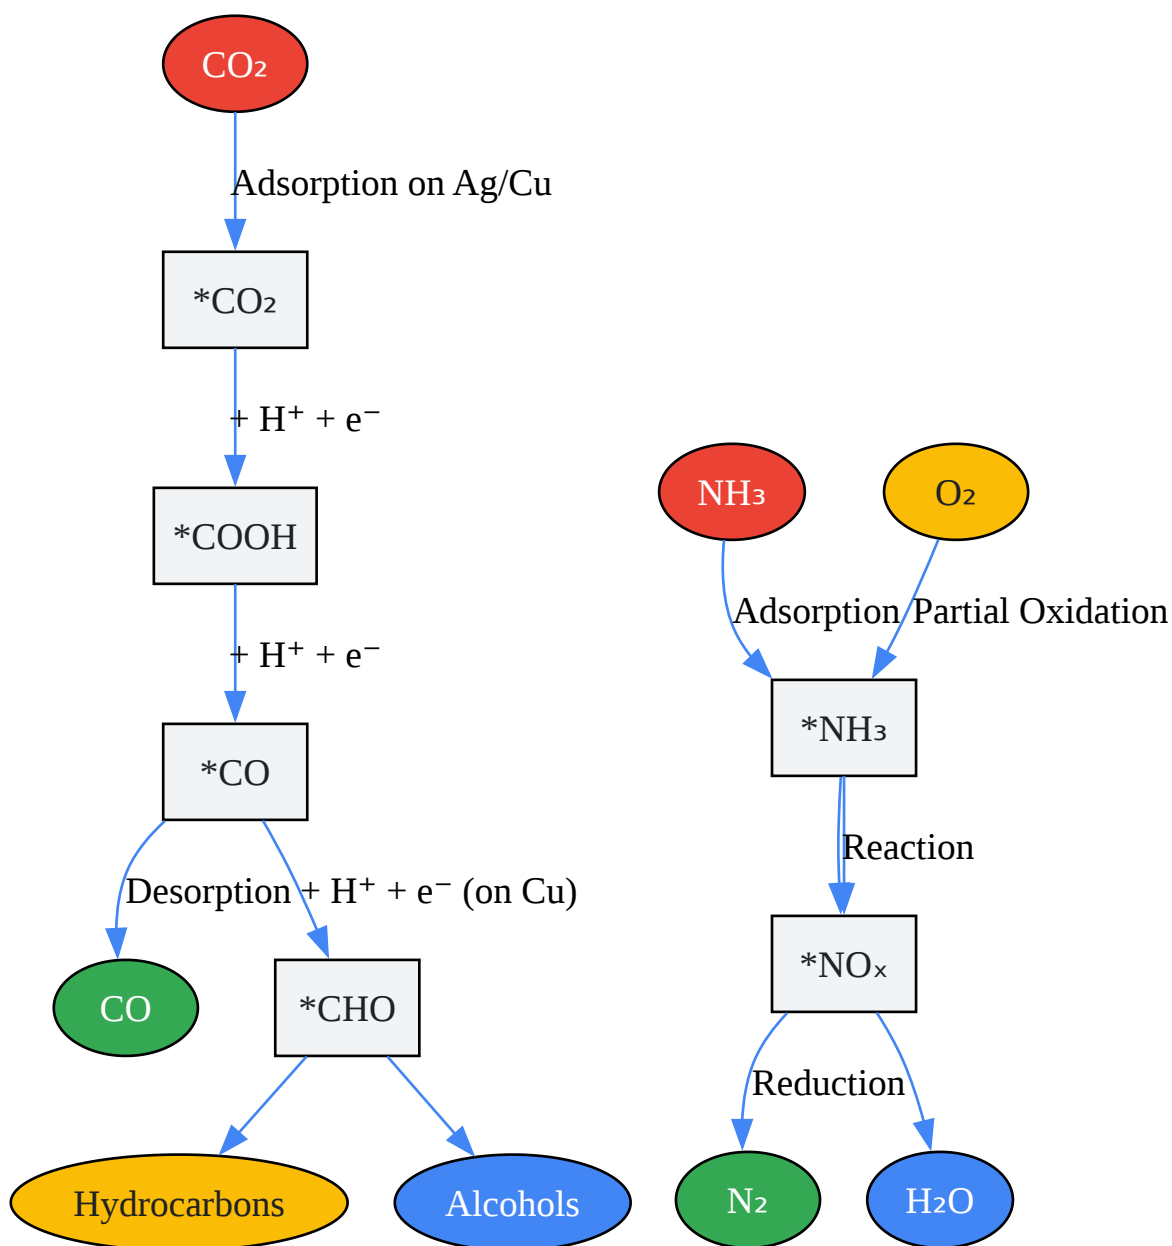 CO₂
Adsorption on Ag/Cu
*CO₂
+ H⁺ + e⁻
*COOH
+ H⁺ + e⁻
*CO
Desorption
+ H⁺ + e⁻ (on Cu)
CO
*CHO
Hydrocarbons
Alcohols
NH₃
O₂
Adsorption
Partial Oxidation
*NH₃
Reaction
*NOₓ
Reduction
N₂
H₂O